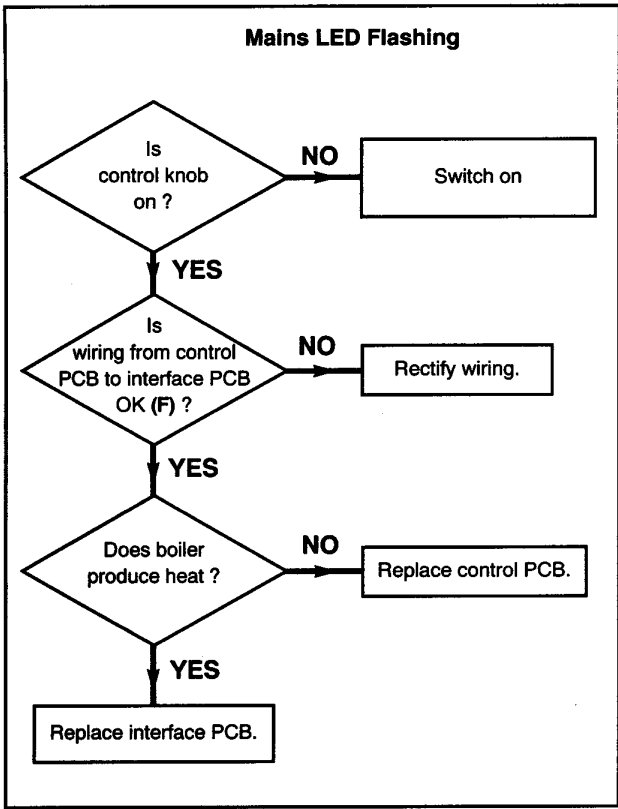 Mains LED Flashing
Is
control knob
on ?
NO
Switch on
YES
Is
wiring from control
PCB to interface PCB
OK (F) ?
NO
Rectify wiring.
YES
Does boiler
produce heat ?
NO
Replace control PCB.
YES
Replace interface PCB.